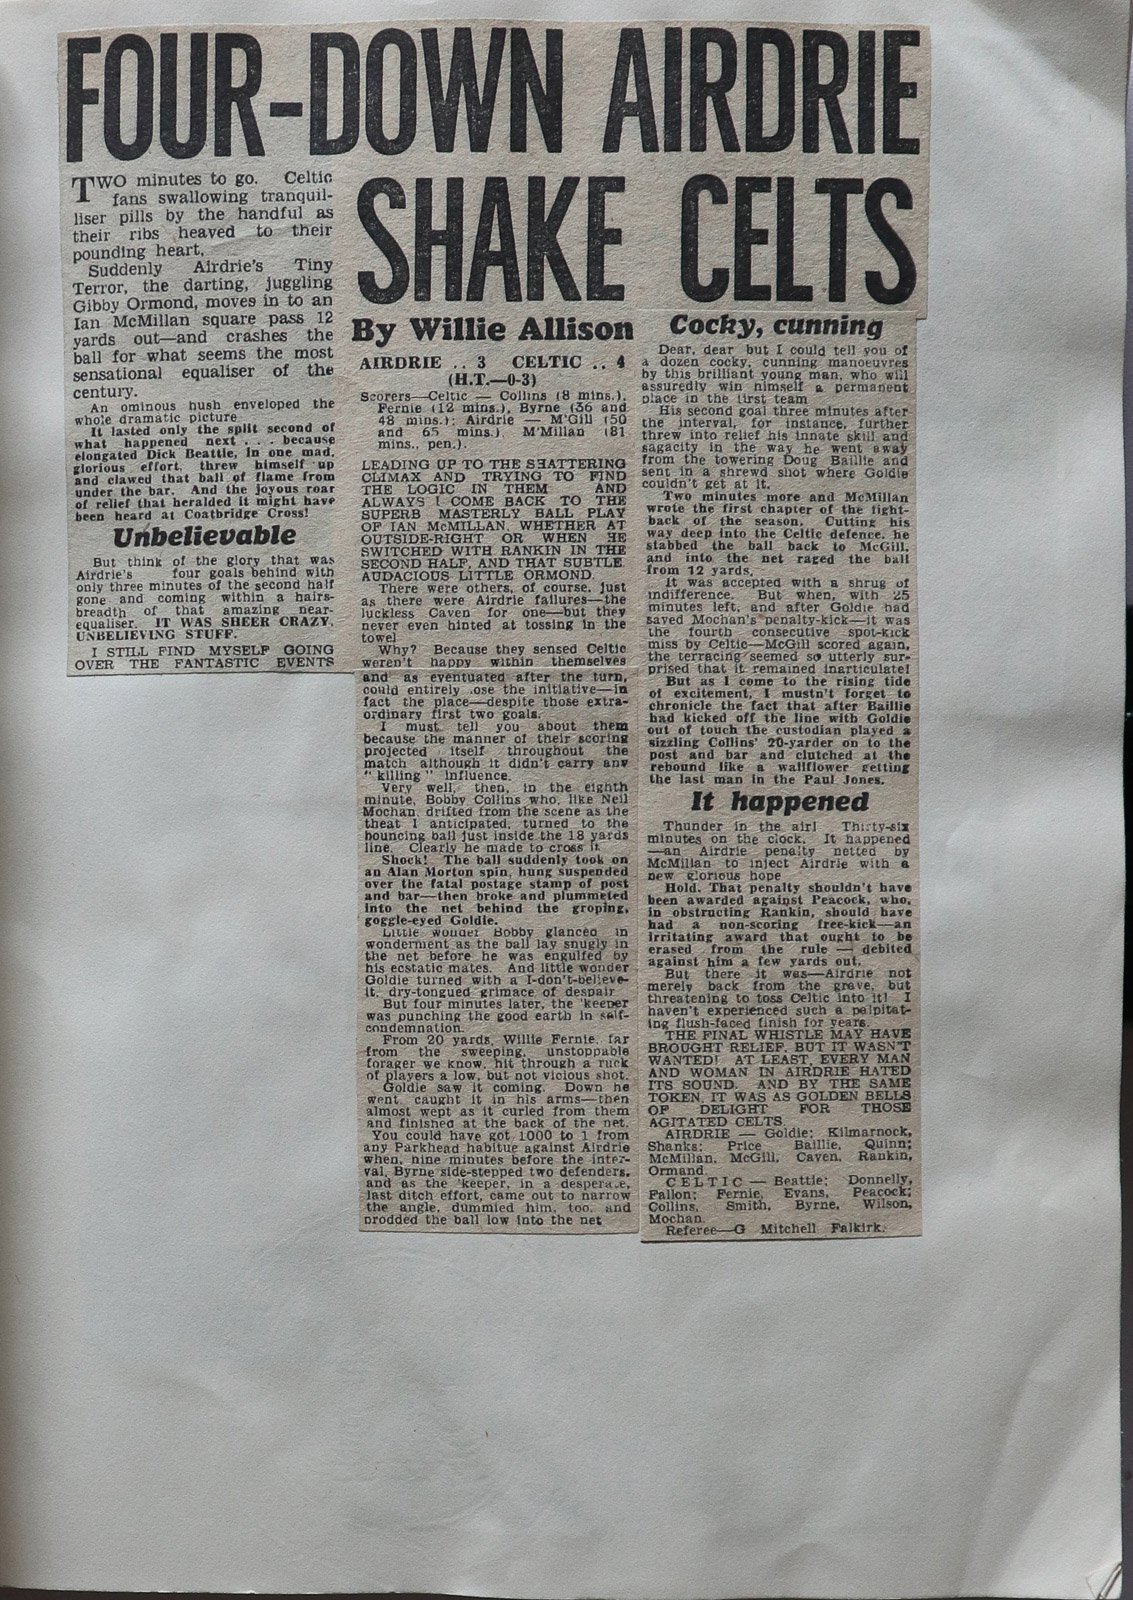 FOUR-DOWN AIRDRIE
SHAKE CELTS
TWO minutes to go. Celtic
fans swallowing tranquil-
liser pills by the handful as
their ribs heaved to their
pounding heart.
Suddenly Airdrie's Tiny
Terror, the darting, juggling
Gibby Ormond, moves in to an
Ian McMillan square pass 12
yards out—and crashes the
ball for what seems the most
sensational equaliser of the
century.
An ominous hush enveloped the
whole dramatic picture
It lasted only the split second of
what happened next . . . because
elongated Dick Beattie, in one mad,
glorious effort, threw himself up
and clawed that ball of flame from
under the bar. And the joyous roar
of relief that heralded it might have
been heard at Coatbridge Cross!
Unbelievable
But think of the glory that was
Airdrie's four goals behind with
only three minutes of the second half
gone and coming within a hairs-
breadth of that amazing near-
equaliser. IT WAS SHEER CRAZY,
UNBELIEVING STUFF.
I STILL FIND MYSELF GOING
OVER THE FANTASTIC EVENTS
By Willie Allison
AIRDRIE .. 3 CELTIC .. 4
(H.T.—0-3)
Scorers—Celtic — Collins (8 mins.),
Fernie (12 mins.), Byrne (36 and
48 mins.); Airdrie — M'Gill (50
and 65 mins.) M'Millan (81
mins., pen.).
LEADING UP TO THE SHATTERING
CLIMAX AND TRYING TO FIND
THE LOGIC IN THEM AND
ALWAYS I COME BACK TO THE
SUPERB MASTERLY BALL PLAY
OF IAN McMILLAN, WHETHER AT
OUTSIDE-RIGHT OR WHEN HE
SWITCHED WITH RANKIN IN THE
SECOND HALF, AND THAT SUBTLE
AUDACIOUS LITTLE ORMOND.
There were others, of course, just
as there were Airdrie failures—the
luckless Caven for one—but they
never even hinted at tossing in the
towel
Why? Because they sensed Celtic
weren't happy within themselves
and as eventuated after the turn,
could entirely lose the initiative—in
fact the place—despite those extra-
ordinary first two goals.
I must tell you about them
because the manner of their scoring
projected itself throughout the
match although it didn't carry any
"killing" influence.
Very well, then, in the eighth
minute, Bobby Collins who, like Neil
Mochan, drifted from the scene as the
theat I anticipated, turned to the
bouncing ball just inside the 18 yards
line. Clearly he made to cross it
Shock! The ball suddenly took on
an Alan Morton spin, hung suspended
over the fatal postage stamp of post
and bar—then broke and plummeted
into the net behind the groping,
goggle-eyed Goldie.
Little wonder Bobby glanced in
wonderment as the ball lay snugly in
the net before he was engulfed by
his ecstatic mates. And little wonder
Goldie turned with a I-don't-believe-
it, dry-tongued grimace of despair
But four minutes later, the 'keeper
was punching the good earth in self-
condemnation.
From 20 yards, Willie Fernie, far
from the sweeping, unstoppable
forager we know, hit through a ruck
of players a low, but not vicious shot.
Goldie saw it coming. Down he
went, caught it in his arms—then
almost wept as it curled from them
and finished at the back of the net.
You could have got 1000 to 1 from
any Parkhead habitue against Airdrie
when, nine minutes before the inter-
val, Byrne side-stepped two defenders,
and as the 'keeper, in a desperate,
last ditch effort, came out to narrow
the angle, dummied him, too, and
prodded the ball low into the net
Cocky, cunning
Dear, dear but I could tell you of
a dozen cocky, cunning manoeuvres
by this brilliant young man, who will
assuredly win himself a permanent
place in the first team
His second goal three minutes after
the interval, for instance, further
threw into relief his innate skill and
sagacity in the way he went away
from the towering Doug Baillie and
sent in a shrewd shot where Goldie
couldn't get at it.
Two minutes more and McMillan
wrote the first chapter of the fight-
back of the season. Cutting his
way deep into the Celtic defence, he
stabbed the ball back to McGill,
and into the net raged the ball
from 12 yards.
It was accepted with a shrug of
indifference. But when, with 25
minutes left, and after Goldie had
saved Mochan's penalty-kick—it was
the fourth consecutive spot-kick
miss by Celtic—McGill scored again,
the terracing seemed so utterly sur-
prised that it remained inarticulate!
But as I come to the rising tide
of excitement, I mustn't forget to
chronicle the fact that after Baillie
had kicked off the line with Goldie
out of touch the custodian played a
sizzling Collins' 20-yarder on to the
post and bar and clutched at the
rebound like a wallflower getting
the last man in the Paul Jones.
It happened
Thunder in the air! Thirty-six
minutes on the clock. It happened
—an Airdrie penalty netted by
McMillan to inject Airdrie with a
new glorious hope
Hold. That penalty shouldn't have
been awarded against Peacock, who,
in obstructing Rankin, should have
had a non-scoring free-kick—an
irritating award that ought to be
erased from the rule — debited
against him a few yards out.
But there it was—Airdrie not
merely back from the grave, but
threatening to toss Celtic into it! I
haven't experienced such a palpitat-
ing flush-faced finish for years.
THE FINAL WHISTLE MAY HAVE
BROUGHT RELIEF, BUT IT WASN'T
WANTED! AT LEAST, EVERY MAN
AND WOMAN IN AIRDRIE HATED
ITS SOUND. AND BY THE SAME
TOKEN, IT WAS AS GOLDEN BELLS
OF DELIGHT FOR THOSE
AGITATED CELTS.
AIRDRIE — Goldie; Kilmarnock,
Shanks; Price Baillie, Quinn;
McMillan, McGill, Caven, Rankin,
Ormand
CELTIC — Beattie; Donnelly,
Fallon; Fernie, Evans, Peacock;
Collins, Smith, Byrne, Wilson,
Mochan.
Referee—G Mitchell Falkirk.